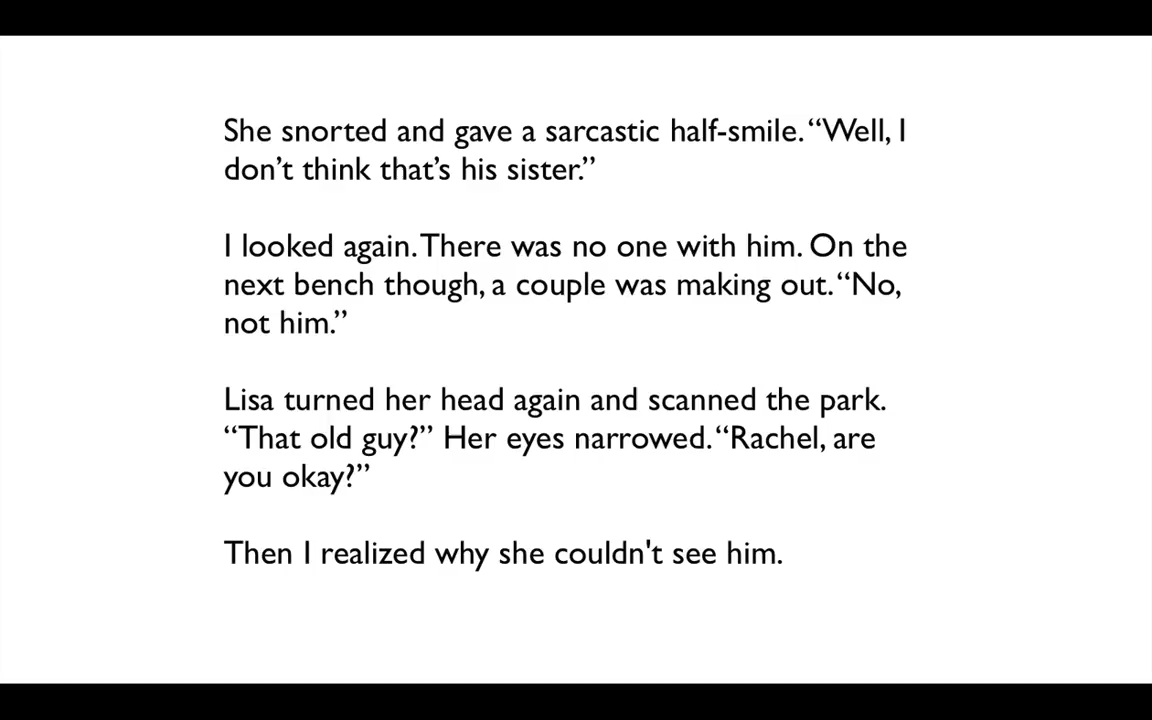 She snorted and gave a sarcastic half-smile. “Well, I
don’t think that’s his sister.”
I looked again. There was no one with him. On the
next bench though, a couple was making out. “No,
not him.”
Lisa turned her head again and scanned the park.
“That old guy?” Her eyes narrowed. “Rachel, are
you okay?”
Then I realized why she couldn't see him.